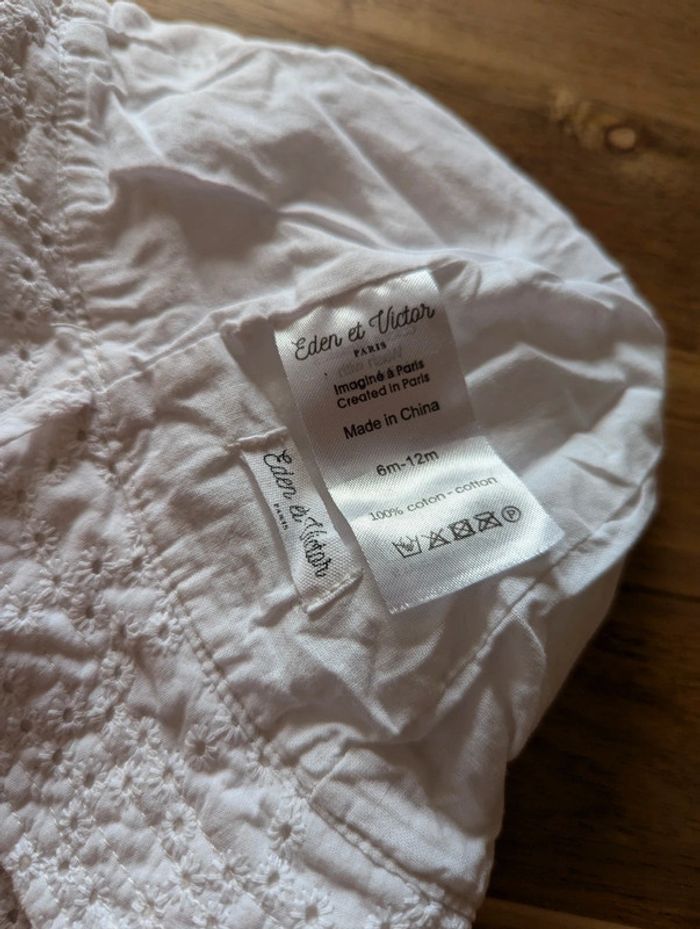 Eden et Victor
PARIS
Imaginé à Paris
Created in Paris
Made in China
6m-12m
100% coton - cotton
Eden et Victor
PARIS